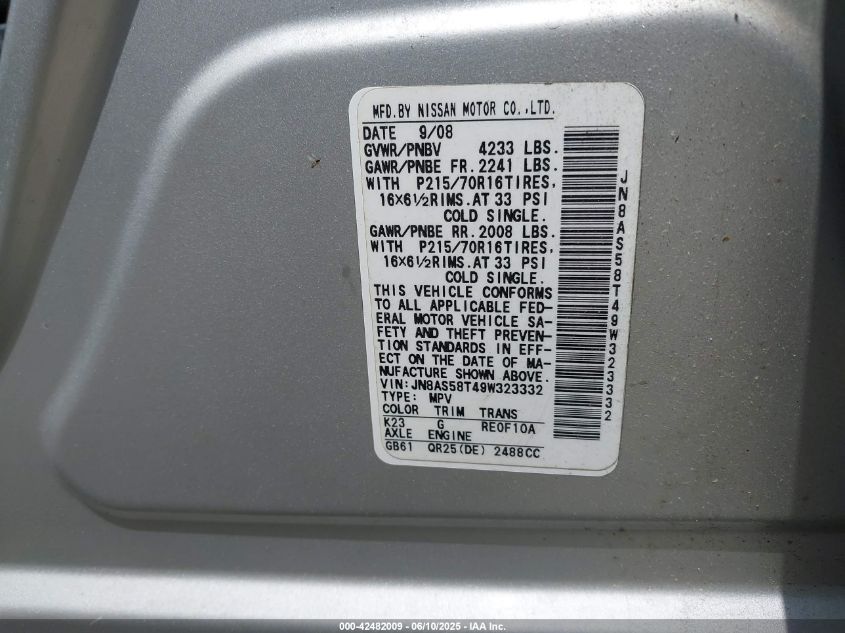 MFD.BY NISSAN MOTOR CO.,LTD.
DATE 9/08
GVWR/PNBV 4233 LBS.
GAWR/PNBE FR. 2241 LBS.
WITH P215/70R16TIRES,
16×6½RIMS.AT 33 PSI
COLD SINGLE.
GAWR/PNBE RR. 2008 LBS.
WITH P215/70R16TIRES,
16×6½RIMS.AT 33 PSI
COLD SINGLE.
THIS VEHICLE CONFORMS
TO ALL APPLICABLE FED-
ERAL MOTOR VEHICLE SA-
FETY AND THEFT PREVEN-
TION STANDARDS IN EFF-
ECT ON THE DATE OF MA-
NUFACTURE SHOWN ABOVE.
VIN:JN8AS58T49W323332
TYPE: MPV
COLOR TRIM TRANS
K23 G RE0F10A
AXLE ENGINE
GB61 QR25(DE) 2488CC
JN8AS58T49W323332
000-42482009 - 06/10/2025 - IAA Inc.